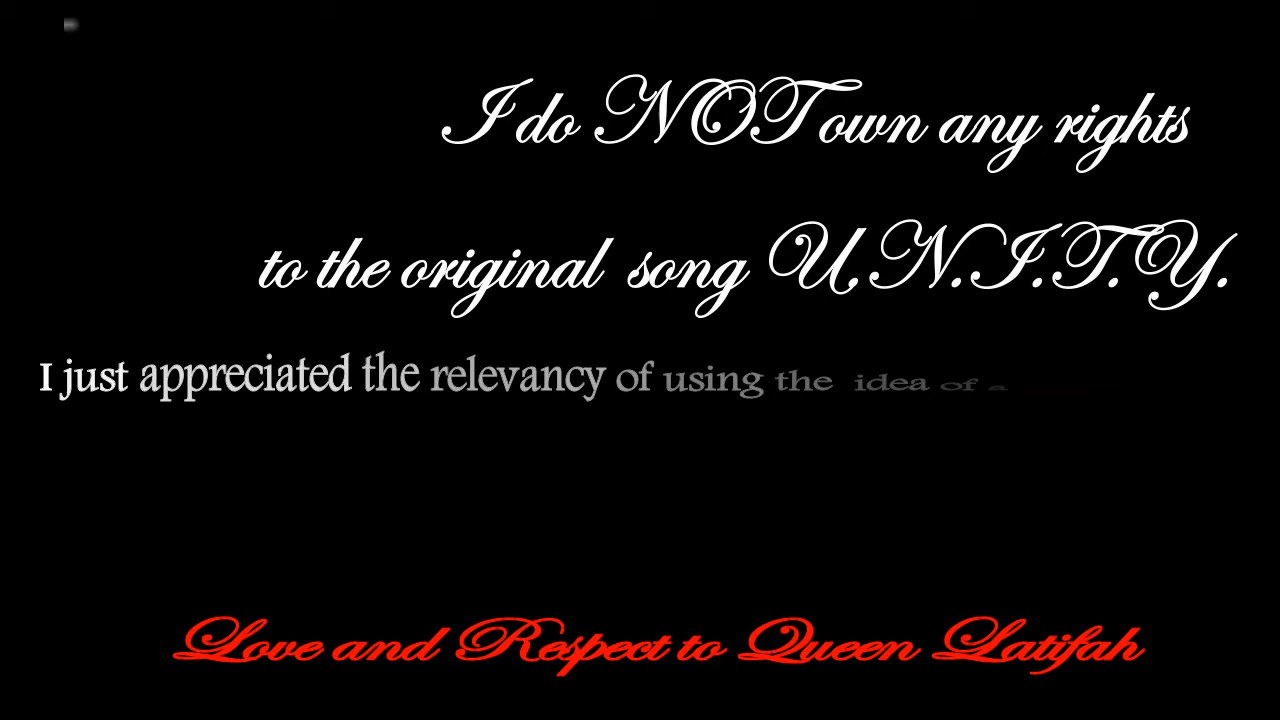 I do NOT own any rights
to the original song U.N.I.T.Y.
I just appreciated the relevancy of using the idea of a
Love and Respect to Queen Latifah